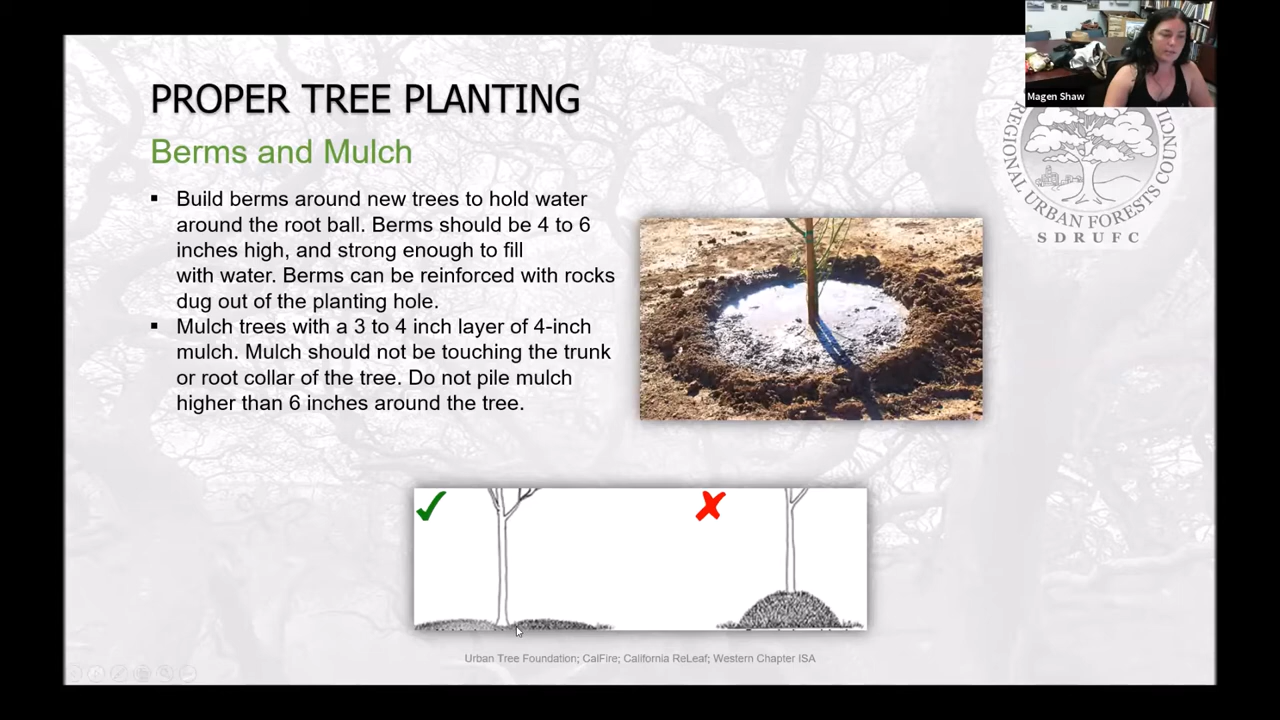 PROPER TREE PLANTING
Magen Shaw
Berms and Mulch
▪ Build berms around new trees to hold water
around the root ball. Berms should be 4 to 6
inches high, and strong enough to fill
with water. Berms can be reinforced with rocks
dug out of the planting hole.
▪ Mulch trees with a 3 to 4 inch layer of 4-inch
mulch. Mulch should not be touching the trunk
or root collar of the tree. Do not pile mulch
higher than 6 inches around the tree.
REGIONAL URBAN FORESTS COUNCIL
SDRUFC
Urban Tree Foundation; CalFire; California ReLeaf; Western Chapter ISA